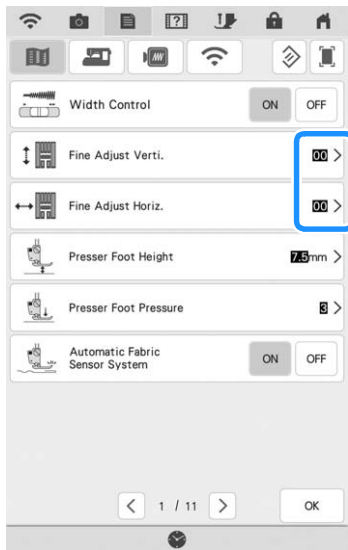 Width Control ON OFF
Fine Adjust Verti. 00
Fine Adjust Horiz. 00
Presser Foot Height 7.5mm
Presser Foot Pressure 3
Automatic Fabric
Sensor System ON OFF
1 / 11 OK